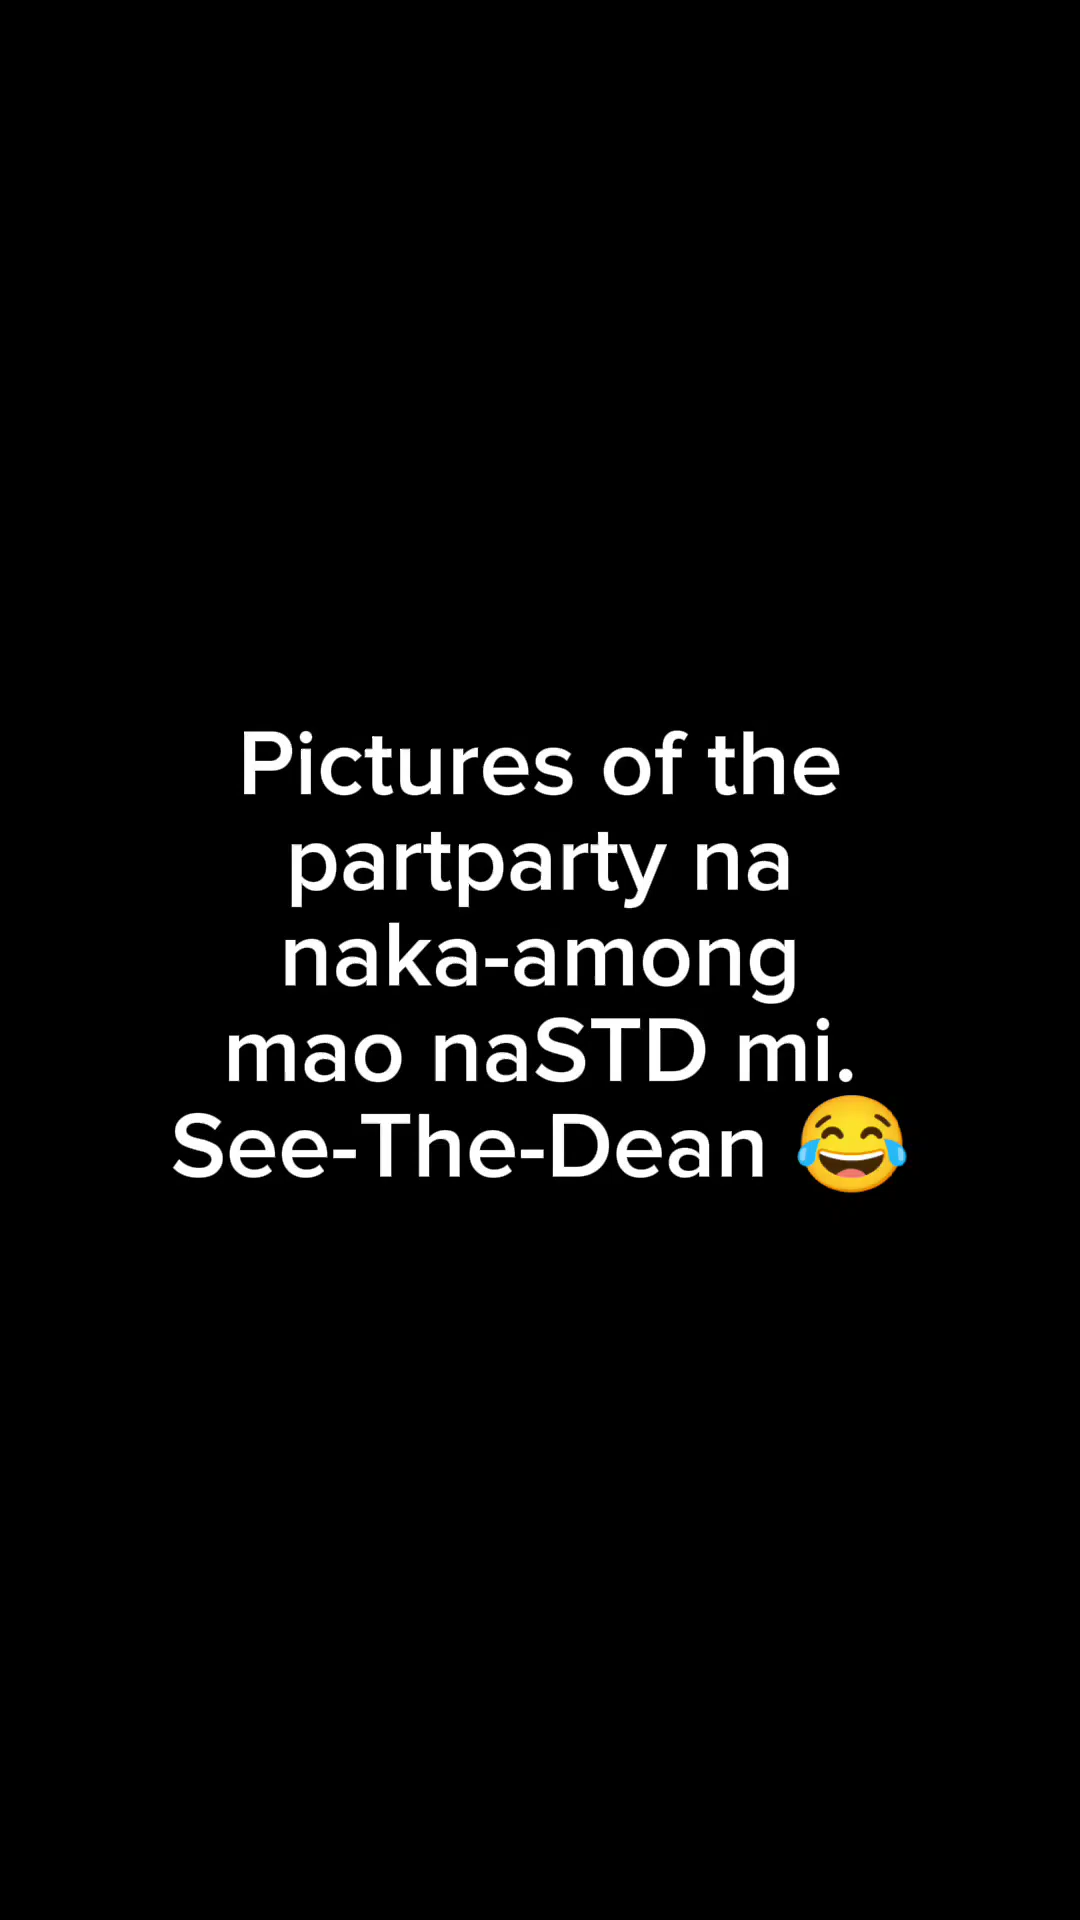 Pictures of the
partparty na
naka-among
mao naSTD mi.
See-The-Dean 😂